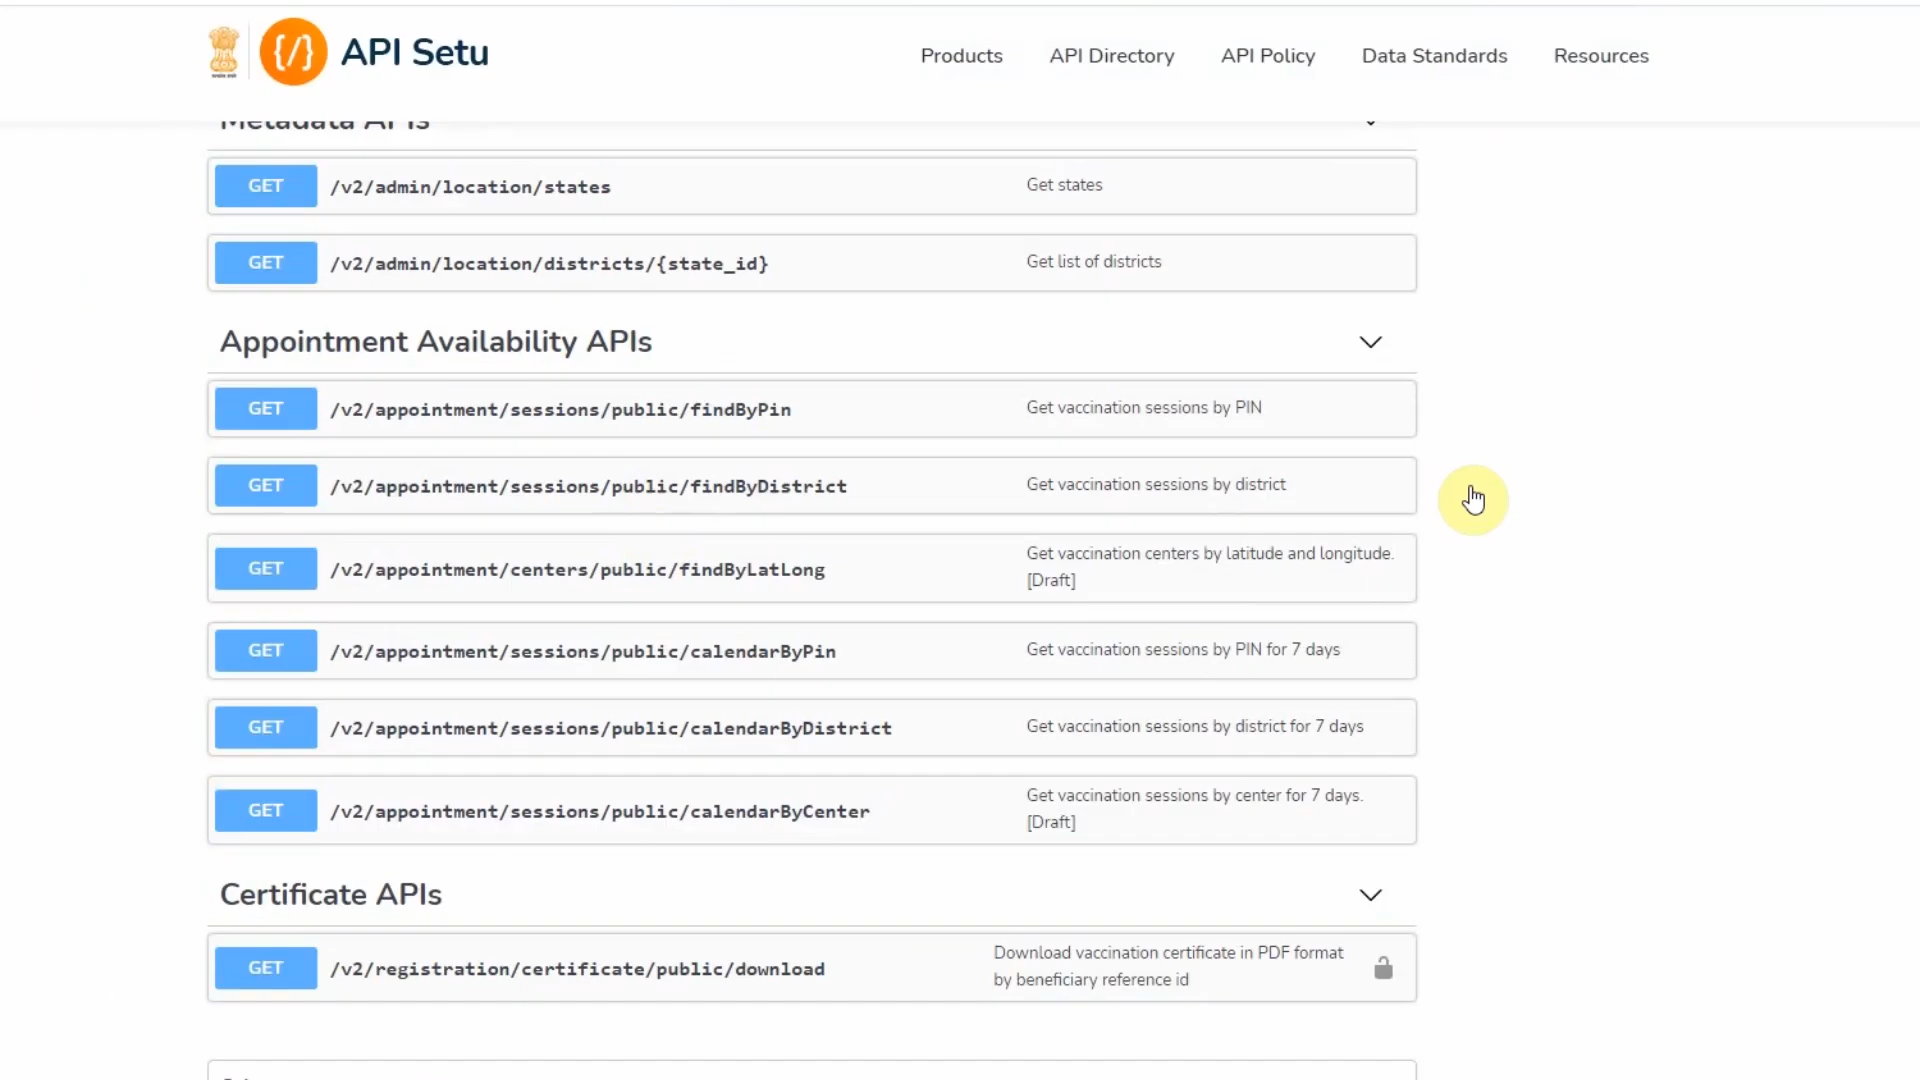 API Setu
Products
API Directory
API Policy
Data Standards
Resources
Metadata APIs
GET /v2/admin/location/states Get states
GET /v2/admin/location/districts/{state_id} Get list of districts
Appointment Availability APIs
GET /v2/appointment/sessions/public/findByPin Get vaccination sessions by PIN
GET /v2/appointment/sessions/public/findByDistrict Get vaccination sessions by district
GET /v2/appointment/centers/public/findByLatLong Get vaccination centers by latitude and longitude.
[Draft]
GET /v2/appointment/sessions/public/calendarByPin Get vaccination sessions by PIN for 7 days
GET /v2/appointment/sessions/public/calendarByDistrict Get vaccination sessions by district for 7 days
GET /v2/appointment/sessions/public/calendarByCenter Get vaccination sessions by center for 7 days.
[Draft]
Certificate APIs
GET /v2/registration/certificate/public/download Download vaccination certificate in PDF format
by beneficiary reference id